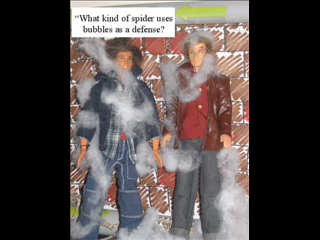 “What kind of spider uses
bubbles as a defense?